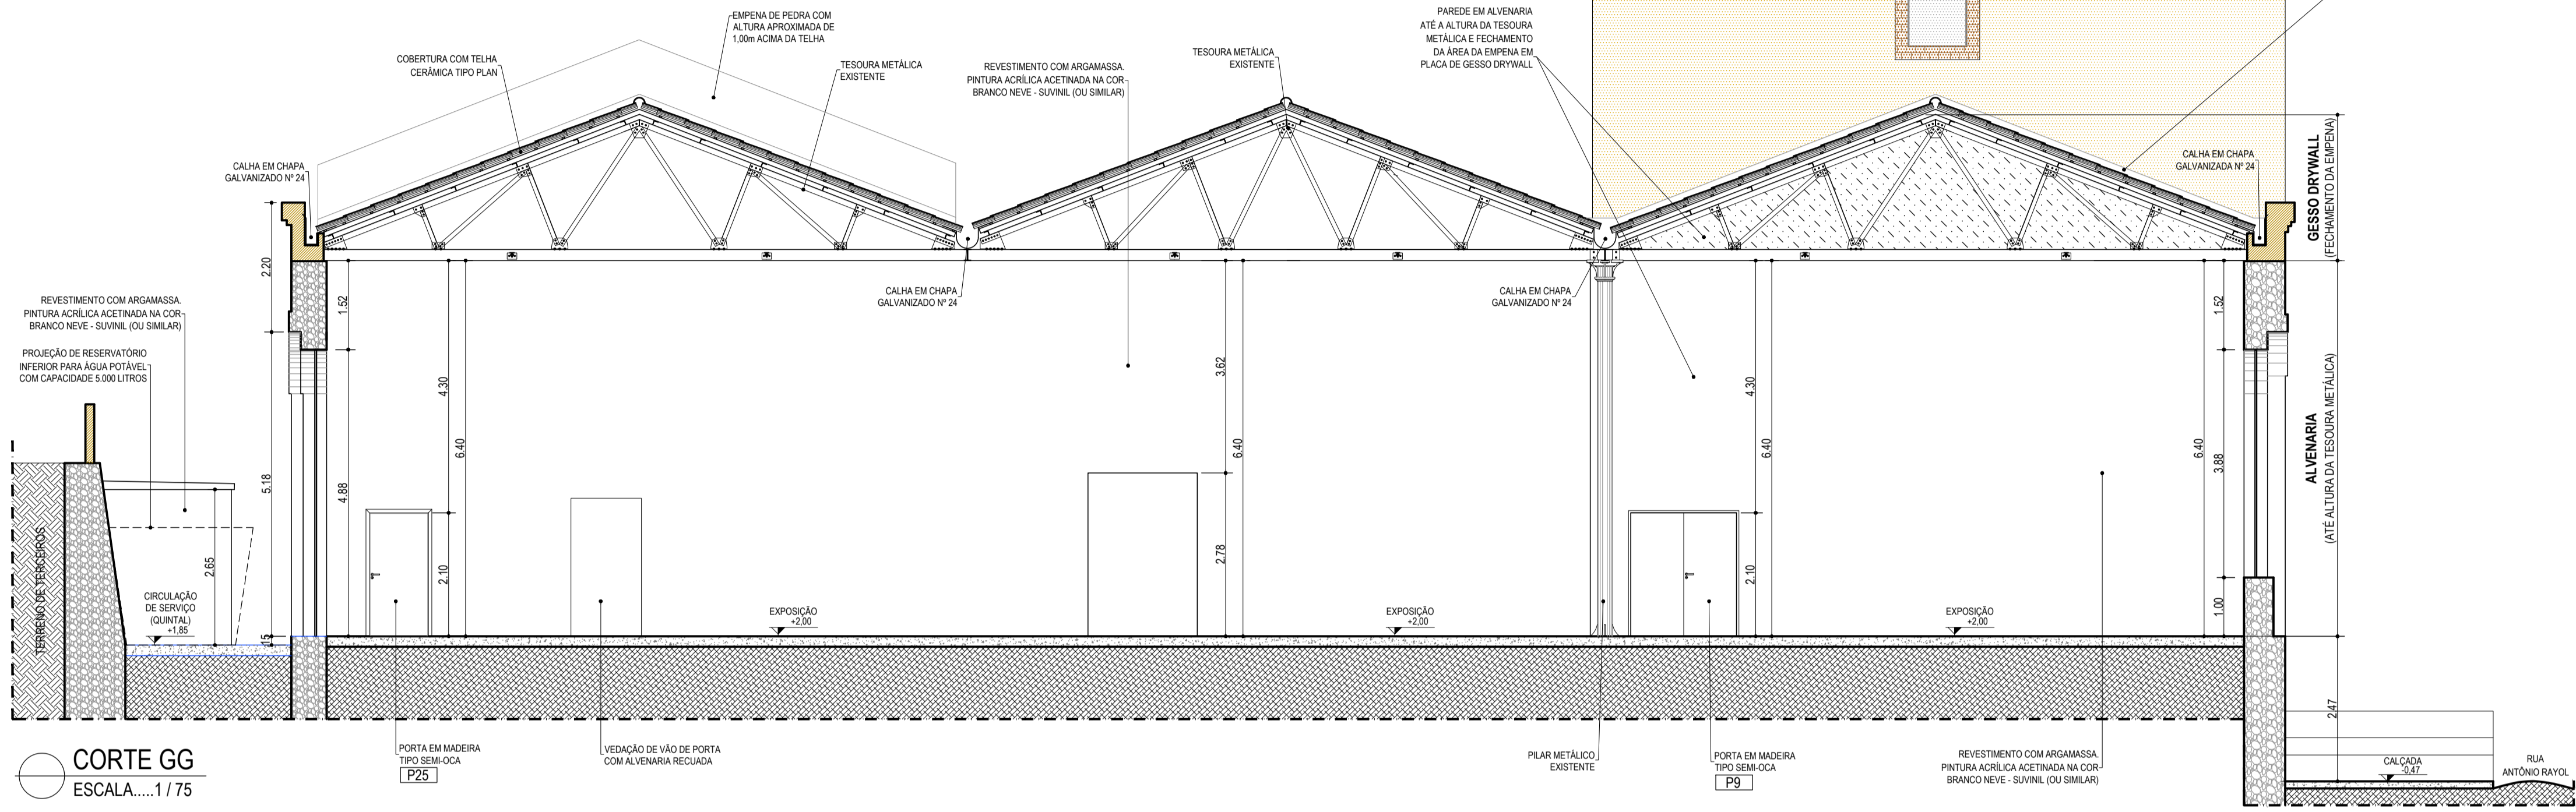 EMPENA DE PEDRA COM
ALTURA APROXIMADA DE
1,00m ACIMA DA TELHA
COBERTURA COM TELHA
CERÂMICA TIPO PLAN
TESOURA METÁLICA
EXISTENTE
REVESTIMENTO COM ARGAMASSA.
PINTURA ACRÍLICA ACETINADA NA COR
BRANCO NEVE - SUVINIL (OU SIMILAR)
TESOURA METÁLICA
EXISTENTE
PAREDE EM ALVENARIA
ATÉ A ALTURA DA TESOURA
METÁLICA E FECHAMENTO
DA ÁREA DA EMPENA EM
PLACA DE GESSO DRYWALL
CALHA EM CHAPA
GALVANIZADO Nº 24
CALHA EM CHAPA
GALVANIZADA Nº 24
GESSO DRYWALL
(FECHAMENTO DA EMPENA)
CALHA EM CHAPA
GALVANIZADO Nº 24
CALHA EM CHAPA
GALVANIZADO Nº 24
REVESTIMENTO COM ARGAMASSA.
PINTURA ACRÍLICA ACETINADA NA COR
BRANCO NEVE - SUVINIL (OU SIMILAR)
PROJEÇÃO DE RESERVATÓRIO
INFERIOR PARA ÁGUA POTÁVEL
COM CAPACIDADE 5.000 LITROS
2.20
5.18
15
2.65
1.52
4.88
4.30
2.10
6.40
3.62
2.78
6.40
4.30
2.10
6.40
6.40
1.52
3.88
1.00
2.47
ALVENARIA
(ATÉ ALTURA DA TESOURA METÁLICA)
TERRENO DE TERCEIROS
CIRCULAÇÃO
DE SERVIÇO
(QUINTAL)
+1,85
EXPOSIÇÃO
+2,00
EXPOSIÇÃO
+2,00
EXPOSIÇÃO
+2,00
PORTA EM MADEIRA
TIPO SEMI-OCA
P25
VEDAÇÃO DE VÃO DE PORTA
COM ALVENARIA RECUADA
PILAR METÁLICO
EXISTENTE
PORTA EM MADEIRA
TIPO SEMI-OCA
P9
REVESTIMENTO COM ARGAMASSA.
PINTURA ACRÍLICA ACETINADA NA COR
BRANCO NEVE - SUVINIL (OU SIMILAR)
CALÇADA
-0,47
RUA
ANTÔNIO RAYOL
CORTE GG
ESCALA.....1 / 75